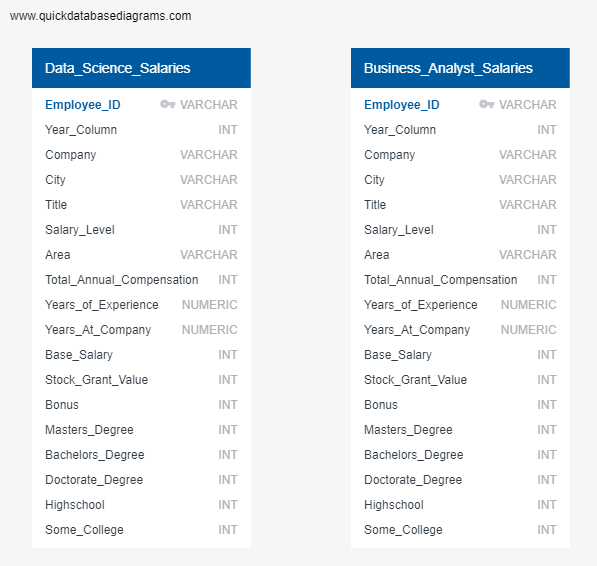 www.quickdatabasediagrams.com
Data_Science_Salaries
Employee_ID VARCHAR
Year_Column INT
Company VARCHAR
City VARCHAR
Title VARCHAR
Salary_Level INT
Area VARCHAR
Total_Annual_Compensation INT
Years_of_Experience NUMERIC
Years_At_Company NUMERIC
Base_Salary INT
Stock_Grant_Value INT
Bonus INT
Masters_Degree INT
Bachelors_Degree INT
Doctorate_Degree INT
Highschool INT
Some_College INT
Business_Analyst_Salaries
Employee_ID VARCHAR
Year_Column INT
Company VARCHAR
City VARCHAR
Title VARCHAR
Salary_Level INT
Area VARCHAR
Total_Annual_Compensation INT
Years_of_Experience NUMERIC
Years_At_Company NUMERIC
Base_Salary INT
Stock_Grant_Value INT
Bonus INT
Masters_Degree INT
Bachelors_Degree INT
Doctorate_Degree INT
Highschool INT
Some_College INT